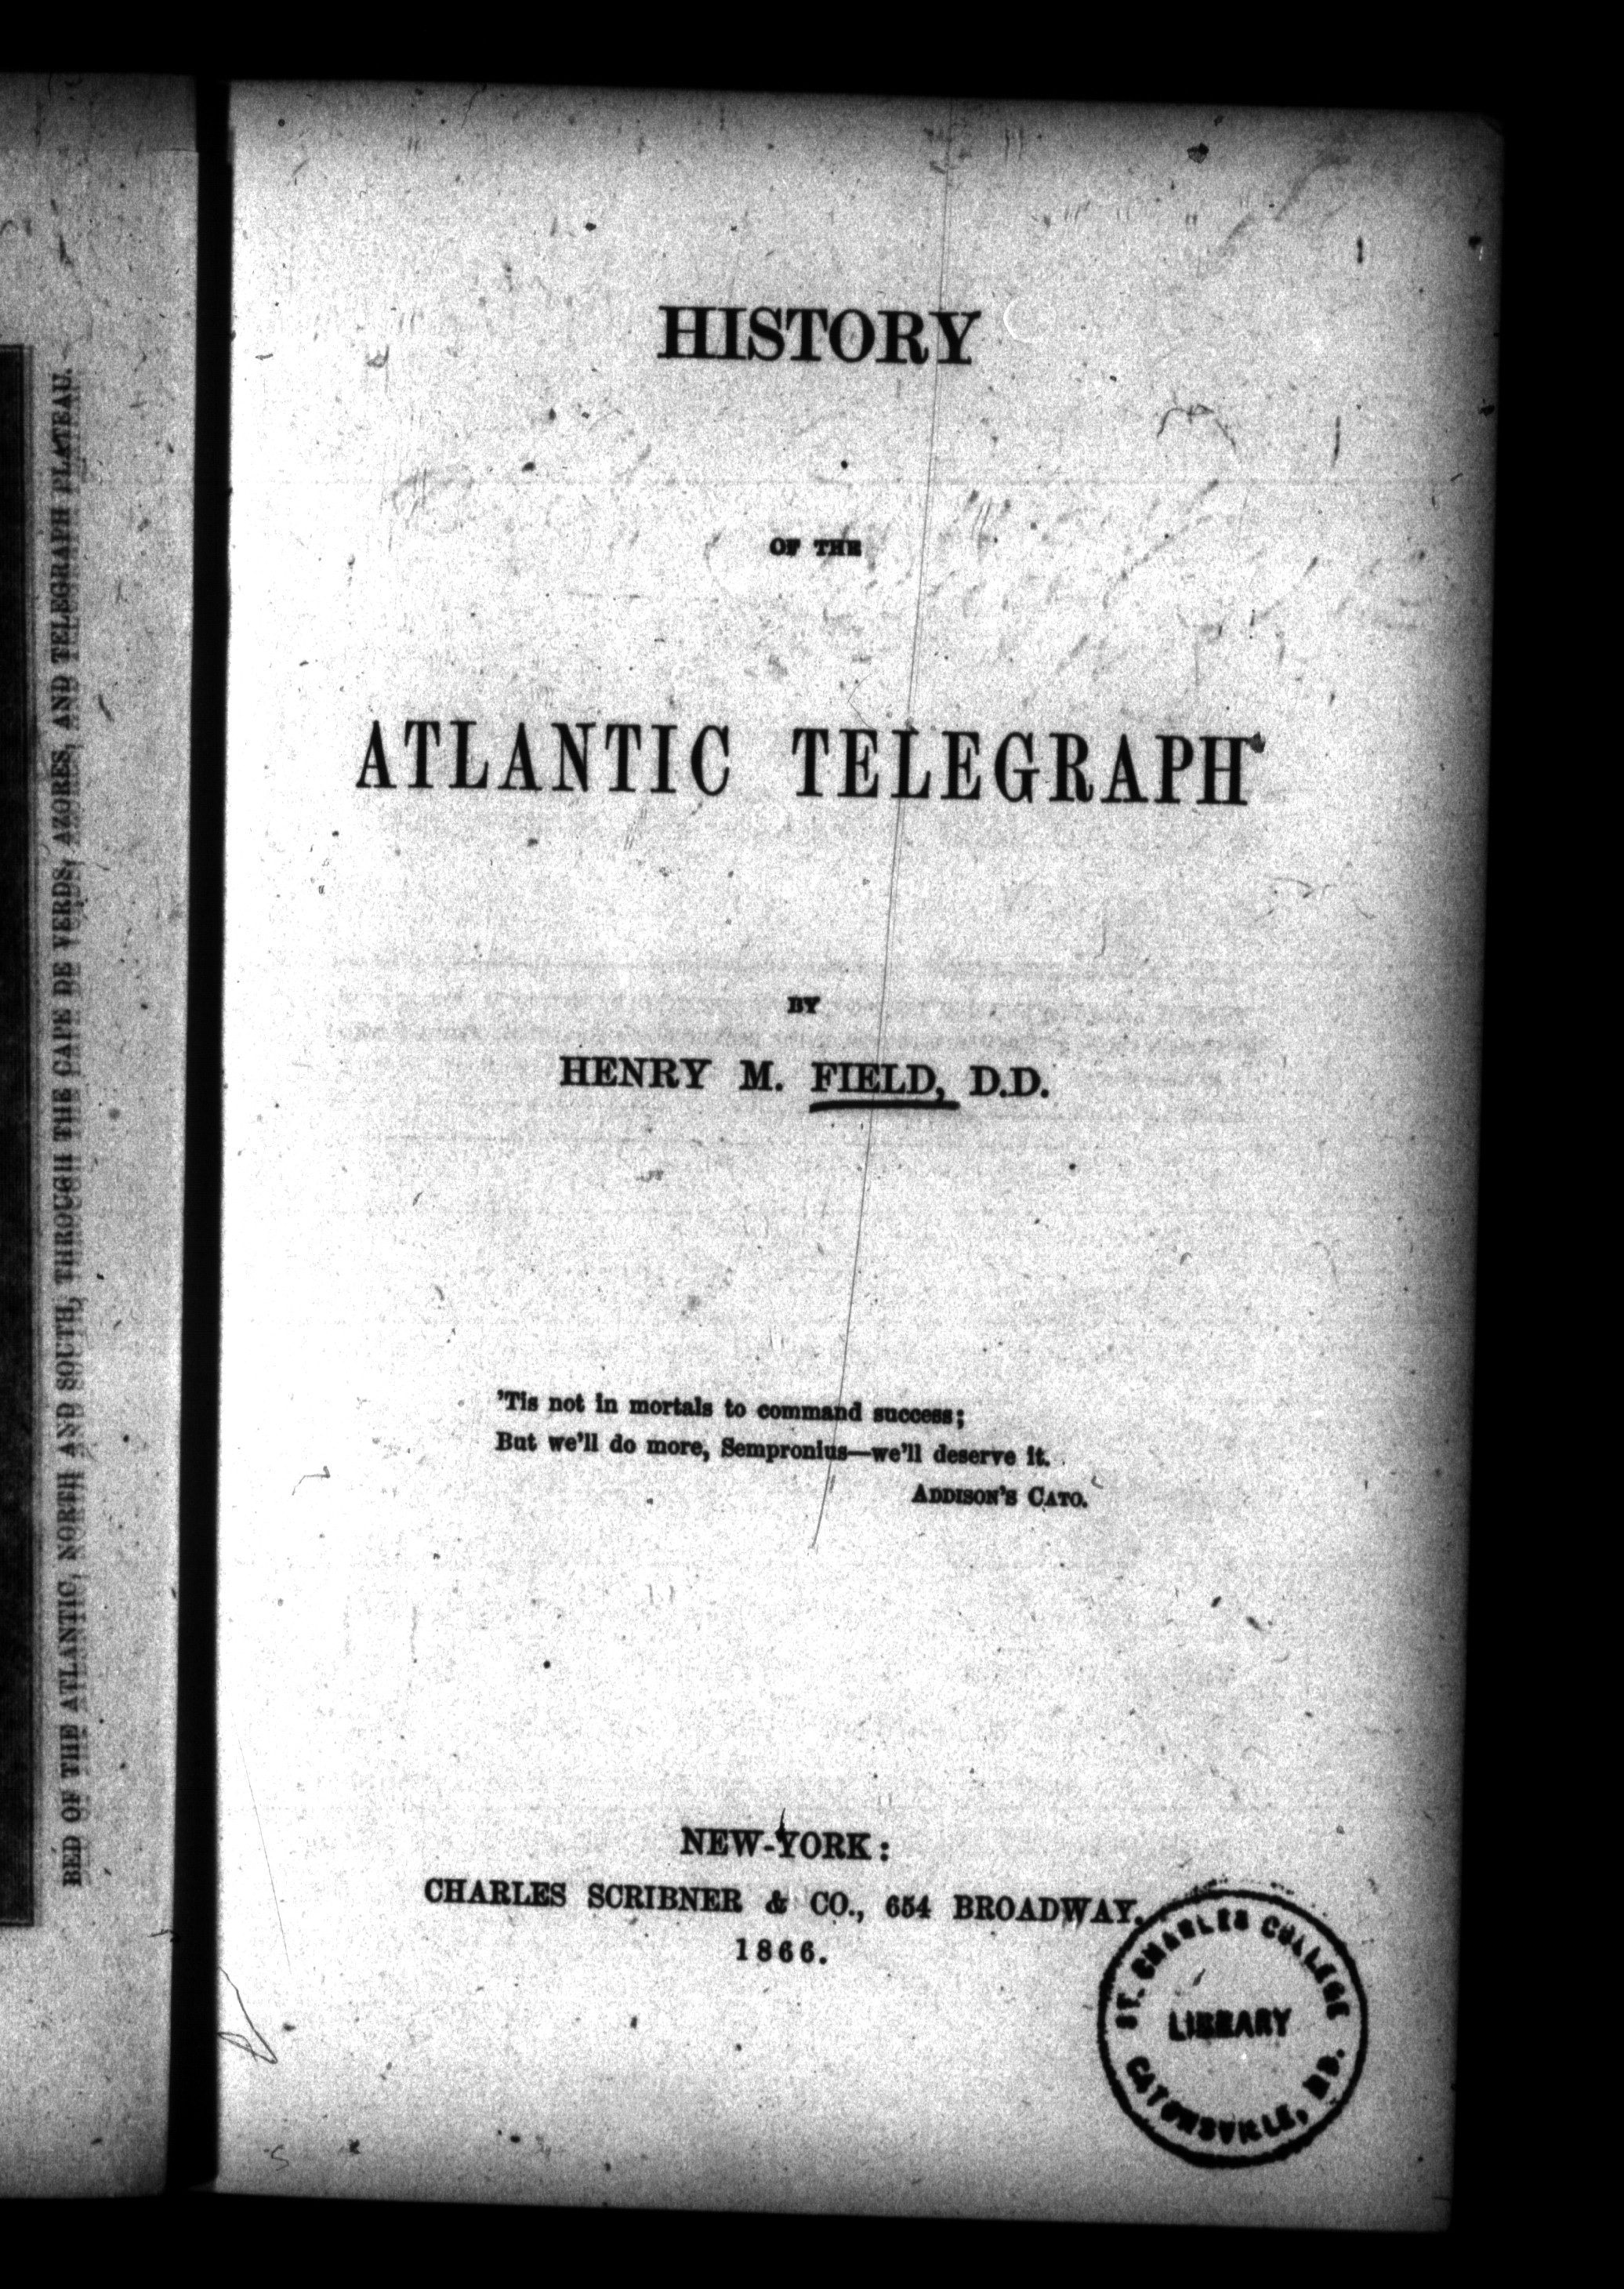 BED OF THE ATLANTIC, NORTH AND SOUTH, THROUGH THE CAPE DE VERDS, AZORES, AND TELEGRAPH PLATEAU.
HISTORY
OF THE
ATLANTIC TELEGRAPH
BY
HENRY M. FIELD, D.D.
'Tis not in mortals to command success;
But we'll do more, Sempronius—we'll deserve it.
ADDISON'S CATO.
NEW-YORK:
CHARLES SCRIBNER & CO., 654 BROADWAY.
1866.
ST. CHARLES COLLEGE
LIBRARY
CATONSVILLE, MD.